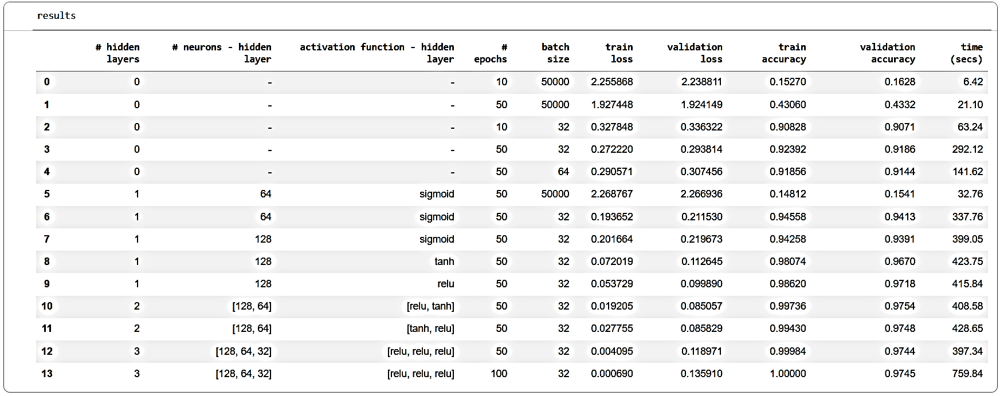 results
# hidden # neurons - hidden activation function - hidden # batch train validation train validation time
layers layer layer epochs size loss loss accuracy accuracy (secs)
0 0 - - 10 50000 2.255868 2.238811 0.15270 0.1628 6.42
1 0 - - 50 50000 1.927448 1.924149 0.43060 0.4332 21.10
2 0 - - 10 32 0.327848 0.336322 0.90828 0.9071 63.24
3 0 - - 50 32 0.272220 0.293814 0.92392 0.9186 292.12
4 0 - - 50 64 0.290571 0.307456 0.91856 0.9144 141.62
5 1 64 sigmoid 50 50000 2.268767 2.266936 0.14812 0.1541 32.76
6 1 64 sigmoid 50 32 0.193652 0.211530 0.94558 0.9413 337.76
7 1 128 sigmoid 50 32 0.201664 0.219673 0.94258 0.9391 399.05
8 1 128 tanh 50 32 0.072019 0.112645 0.98074 0.9670 423.75
9 1 128 relu 50 32 0.053729 0.099890 0.98620 0.9718 415.84
10 2 [128, 64] [relu, tanh] 50 32 0.019205 0.085057 0.99736 0.9754 408.58
11 2 [128, 64] [tanh, relu] 50 32 0.027755 0.085829 0.99430 0.9748 428.65
12 3 [128, 64, 32] [relu, relu, relu] 50 32 0.004095 0.118971 0.99984 0.9744 397.34
13 3 [128, 64, 32] [relu, relu, relu] 100 32 0.000690 0.135910 1.00000 0.9745 759.84